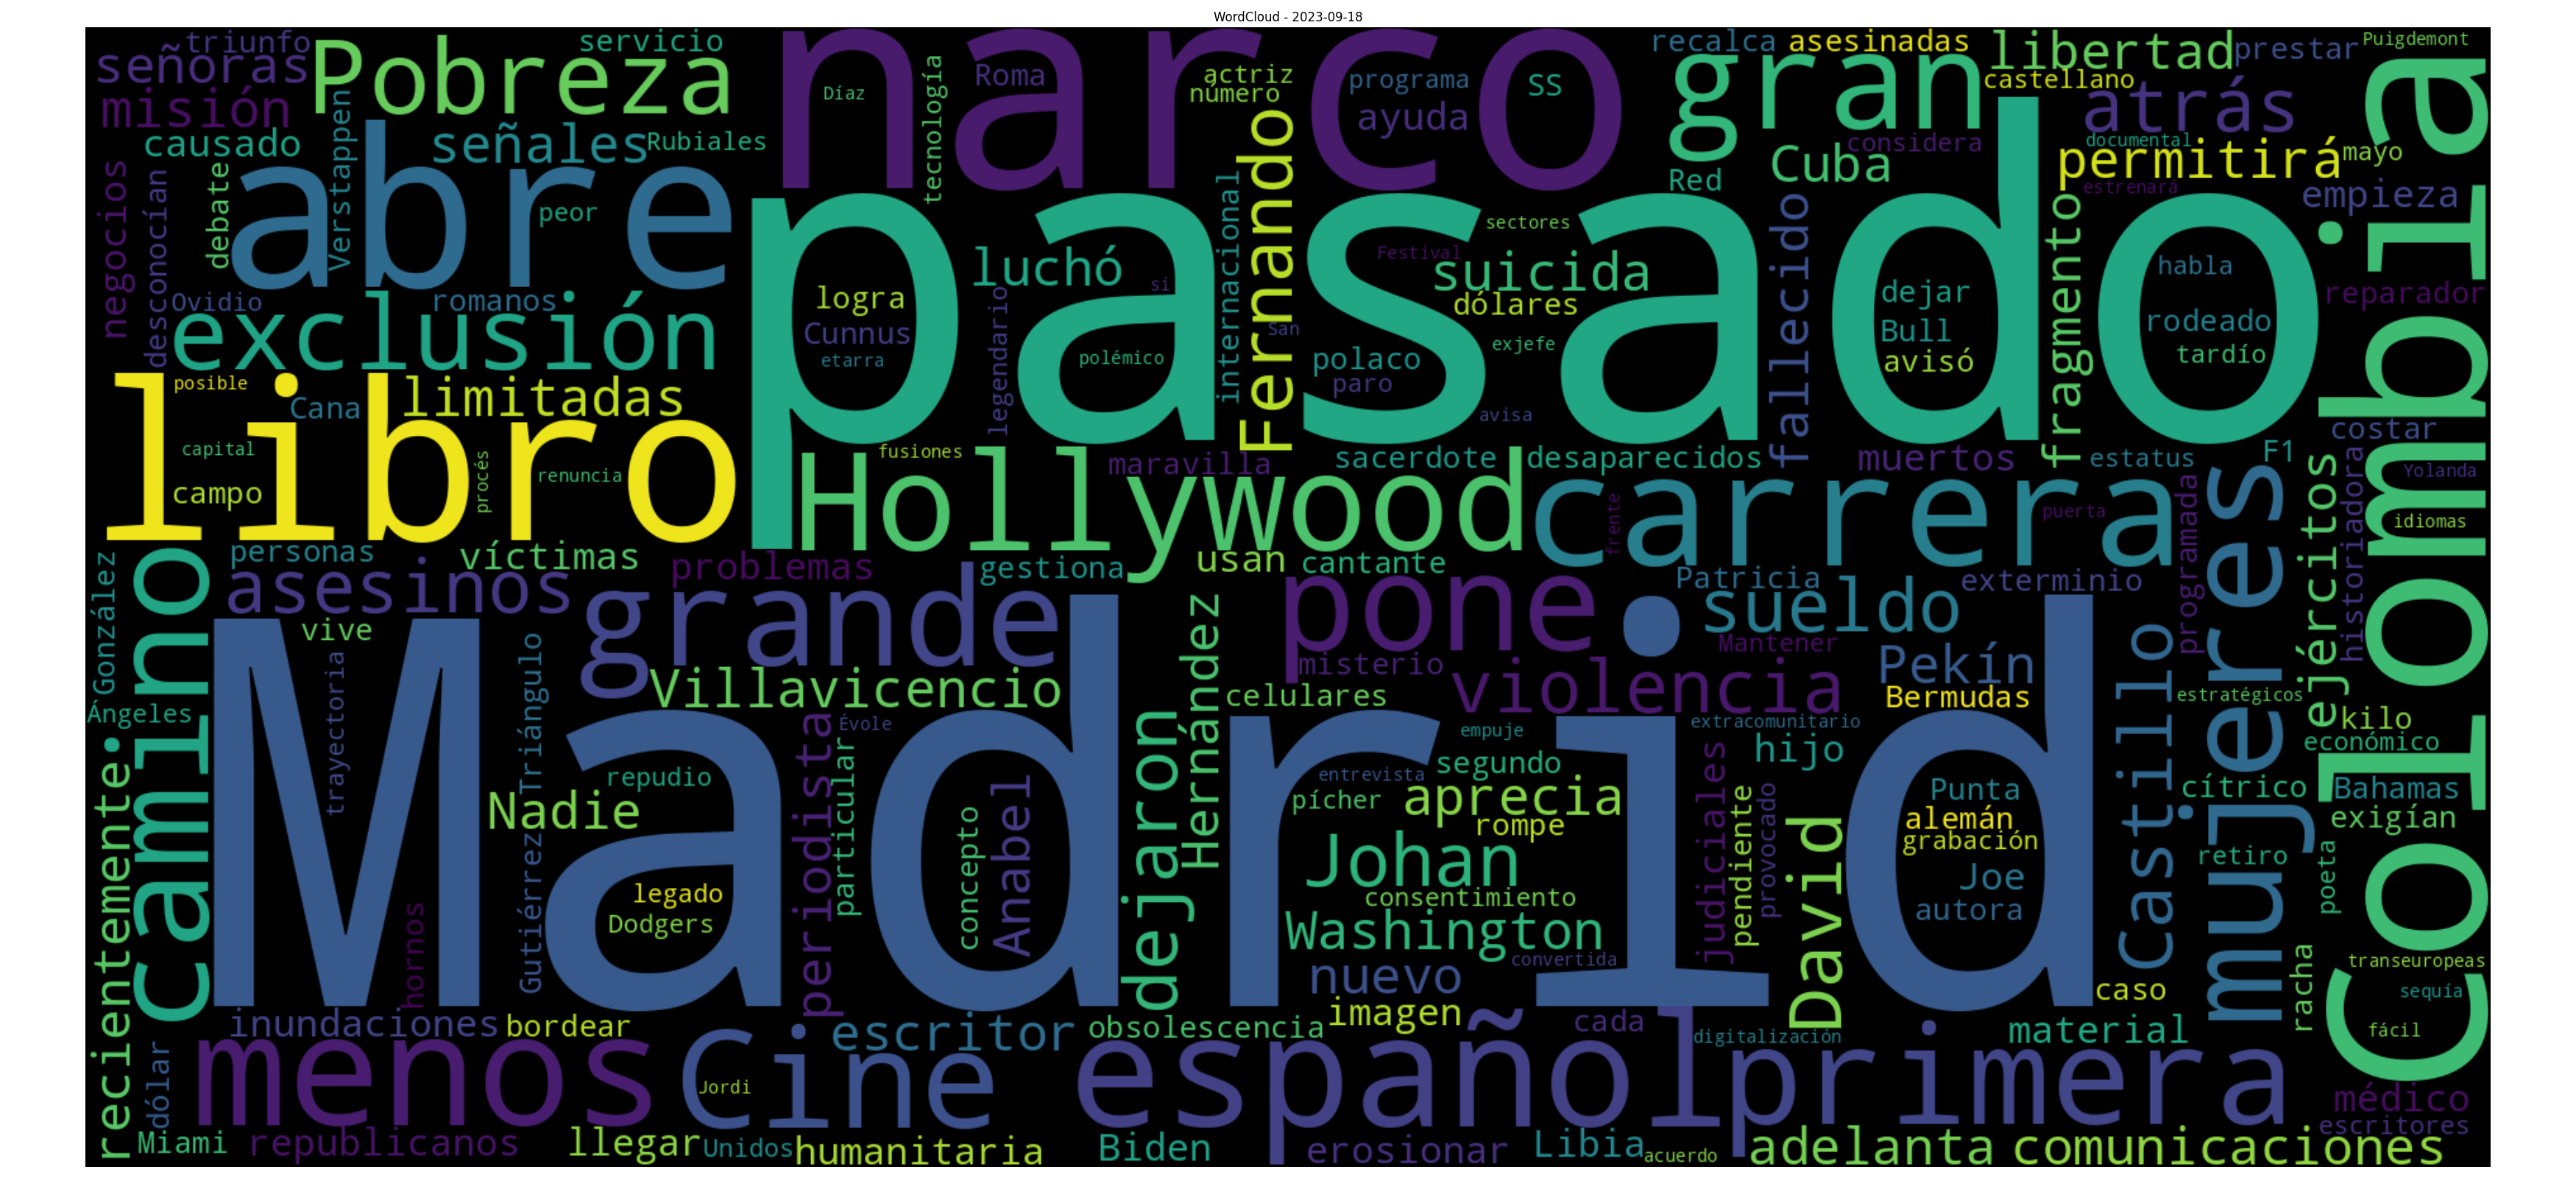 WordCloud - 2023-09-18
señoras
triunfo
Pobreza
servicio
narco
recalca
asesinadas
libertad
prestar
Puigdemont
misión
Díaz
tecnología
Roma
actriz
número
programa
SS
gran
castellano
atrás
causado
Verstappen
señales
Rubiales
ayuda
Fernando
Cuba
considera
documental
permitirá
mayo
negocios
desconocían
debate
abre
peor
internacional
Red
estrenará
empieza
Colombia
pasado
sectores
Festival
luchó
suicida
fallecido
fragmento
habla
Ovidio
romanos
logra
legendario
si
dólares
dejar
reparador
exclusión
Cunnus
San
exjefe
Bull
rodeado
etarra
polémico
polaco
avisó
tardío
posible
Cana
limitadas
paro
avisa
libro
capital
campo
procés
renuncia
fusiones
maravilla
sacerdote
desaparecidos
muertos
estatus
F1
costar
Hollywood
carrera
frente
puerta
programada
mujeres
ejércitos
historiadora
Yolanda
idiomas
González
camino
personas
víctimas
problemas
gestiona
usan
cantante
Patricia
exterminio
asesinos
grande
pone
sueldo
Mantener
vive
Triángulo
Villavicencio
Hernández
misterio
violencia
Pekín
celulares
Bermudas
Castillo
estratégicos
Ángeles
trayectoria
Madrid
Évole
empuje
extracomunitario
kilo
recientemente.
repudio
periodista
particular
dejaron
segundo
judiciales
hijo
económico
Nadie
concepto
Anabel
entrevista
pícher
aprecia
pendiente
provocado
Punta
cítrico
Bahamas
rompe
alemán
exigían
Gutiérrez
Johan
David
grabación
retiro
poeta
legado
consentimiento
Joe
Dodgers
Washington
autora
hornos
convertida
racha
transeuropeas
nuevo
caso
sequía
inundaciones
bordear
escritor
obsolescencia
imagen
cada
digitalización
material
fácil
dólar
menos
Cine
Jordi
español
primera
médico
escritores
Miami
republicanos
llegar
Unidos
humanitaria
Biden
erosionar
Libia
acuerdo
adelanta
comunicaciones